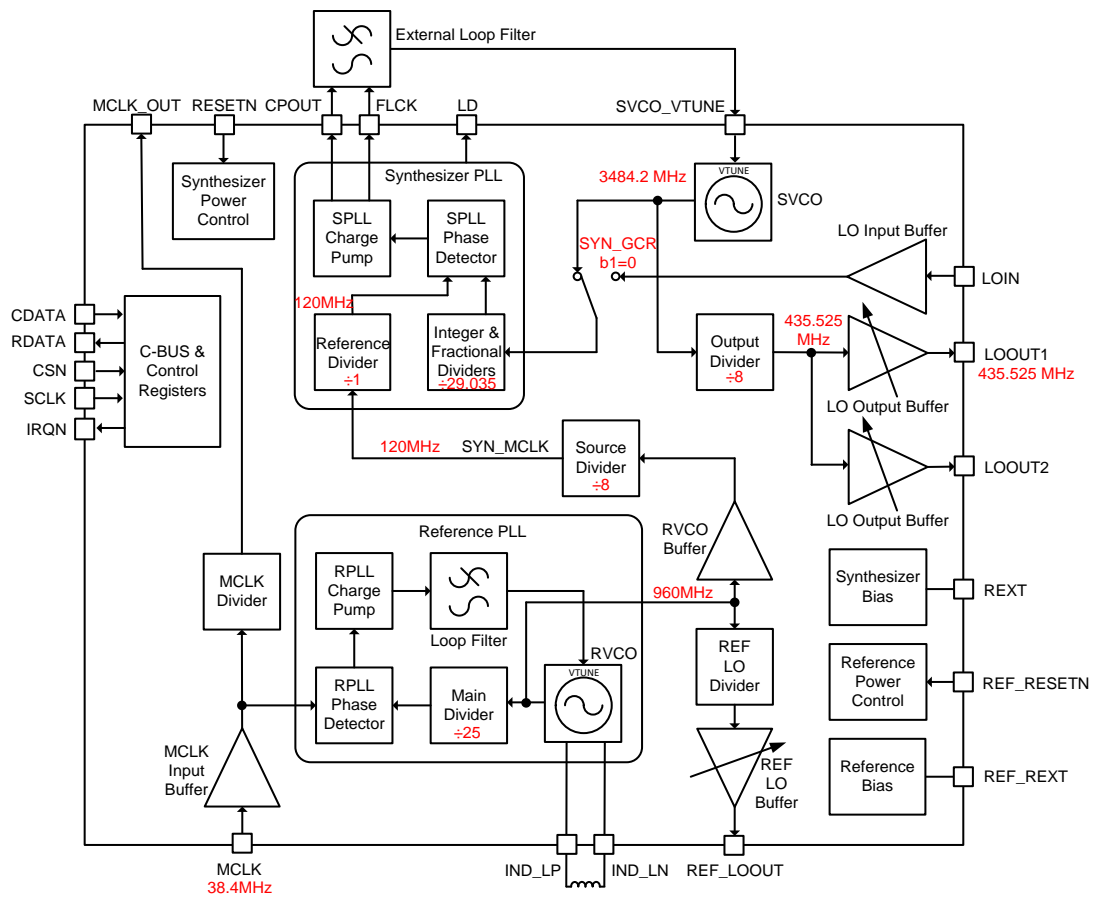 External Loop Filter
MCLK_OUT
RESETN
CPOUT
FLCK
LD
SVCO_VTUNE
Synthesizer
Power
Control
Synthesizer PLL
SPLL
Charge
Pump
SPLL
Phase
Detector
3484.2 MHz
VTUNE
SVCO
SYN_GCR
b1=0
LO Input Buffer
LOIN
CDATA
RDATA
CSN
SCLK
IRQN
C-BUS &
Control
Registers
120MHz
Reference
Divider
÷1
Integer &
Fractional
Dividers
÷29.035
Output
Divider
÷8
435.525
MHz
LOOUT1
435.525 MHz
LO Output Buffer
120MHz
SYN_MCLK
Source
Divider
÷8
LOOUT2
LO Output Buffer
Reference PLL
RVCO
Buffer
MCLK
Divider
RPLL
Charge
Pump
Loop Filter
960MHz
Synthesizer
Bias
REXT
RPLL
Phase
Detector
Main
Divider
÷25
RVCO
VTUNE
REF
LO
Divider
Reference
Power
Control
REF_RESETN
MCLK
Input
Buffer
REF
LO
Buffer
Reference
Bias
REF_REXT
MCLK
38.4MHz
IND_LP
IND_LN
REF_LOOUT